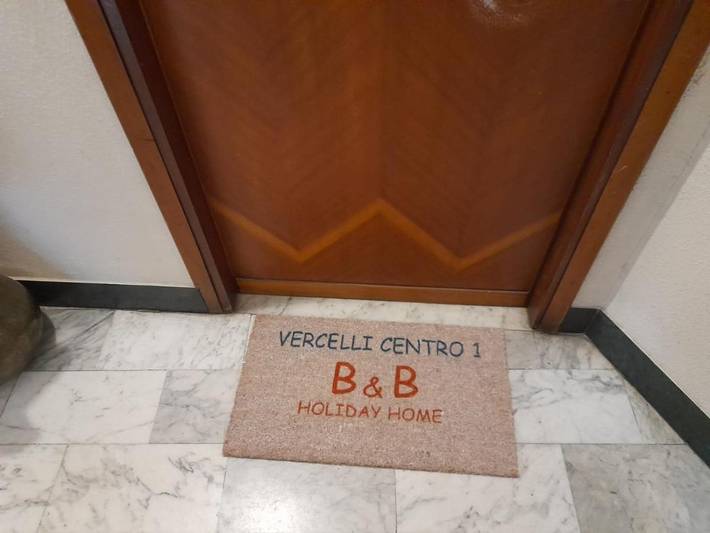 VERCELLI CENTRO 1
B & B
HOLIDAY HOME